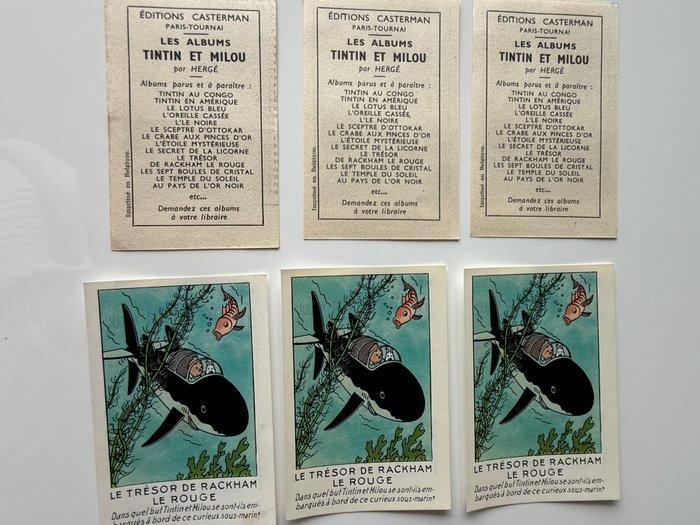 ÉDITIONS CASTERMAN
PARIS-TOURNAI
LES ALBUMS
TINTIN ET MILOU
par HERGÉ
Albums parus et à paraître :
TINTIN AU CONGO
TINTIN EN AMÉRIQUE
LE LOTUS BLEU
L'OREILLE CASSÉE
L'LE NOIRE
LE SCEPTRE D'OTTOKAR
LE CRABE AUX PINCES D'OR
L'ÉTOILE MYSTÉRIEUSE
LE SECRET DE LA LICORNE
LE TRÉSOR
DE RACKHAM LE ROUGE
LES SEPT BOULES DE CRISTAL
LE TEMPLE DU SOLEIL
AU PAYS DE L'OR NOIR
etc...
Demandez ces albums
à votre libraire
Imprimé en Belgique.
ÉDITIONS CASTERMAN
PARIS-TOURNAI
LES ALBUMS
TINTIN ET MILOU
par HERGÉ
Albums parus et à paraître :
TINTIN AU CONGO
TINTIN EN AMÉRIQUE
LE LOTUS BLEU
L'OREILLE CASSÉE
L'LE NOIRE
LE SCEPTRE D'OTTOKAR
LE CRABE AUX PINCES D'OR
L'ÉTOILE MYSTÉRIEUSE
LE SECRET DE LA LICORNE
LE TRÉSOR
DE RACKHAM LE ROUGE
LES SEPT BOULES DE CRISTAL
LE TEMPLE DU SOLEIL
AU PAYS DE L'OR NOIR
etc...
Demandez ces albums
à votre libraire
Imprimé en Belgique.
ÉDITIONS CASTERMAN
PARIS-TOURNAI
LES ALBUMS
TINTIN ET MILOU
par HERGÉ
Albums parus et à paraître :
TINTIN AU CONGO
TINTIN EN AMÉRIQUE
LE LOTUS BLEU
L'OREILLE CASSÉE
L'LE NOIRE
LE SCEPTRE D'OTTOKAR
LE CRABE AUX PINCES D'OR
L'ÉTOILE MYSTÉRIEUSE
LE SECRET DE LA LICORNE
LE TRÉSOR
DE RACKHAM LE ROUGE
LES SEPT BOULES DE CRISTAL
LE TEMPLE DU SOLEIL
AU PAYS DE L'OR NOIR
etc...
Demandez ces albums
à votre libraire
Imprimé en Belgique.
LE TRÉSOR DE RACKHAM
LE ROUGE
Dans quel but Tintin et Milou se sont-ils em-
barqués à bord de ce curieux sous-marin?
LE TRÉSOR DE RACKHAM
LE ROUGE
Dans quel but Tintin et Milou se sont-ils em-
barqués à bord de ce curieux sous-marin?
LE TRÉSOR DE RACKHAM
LE ROUGE
Dans quel but Tintin et Milou se sont-ils em-
barqués à bord de ce curieux sous-marin?